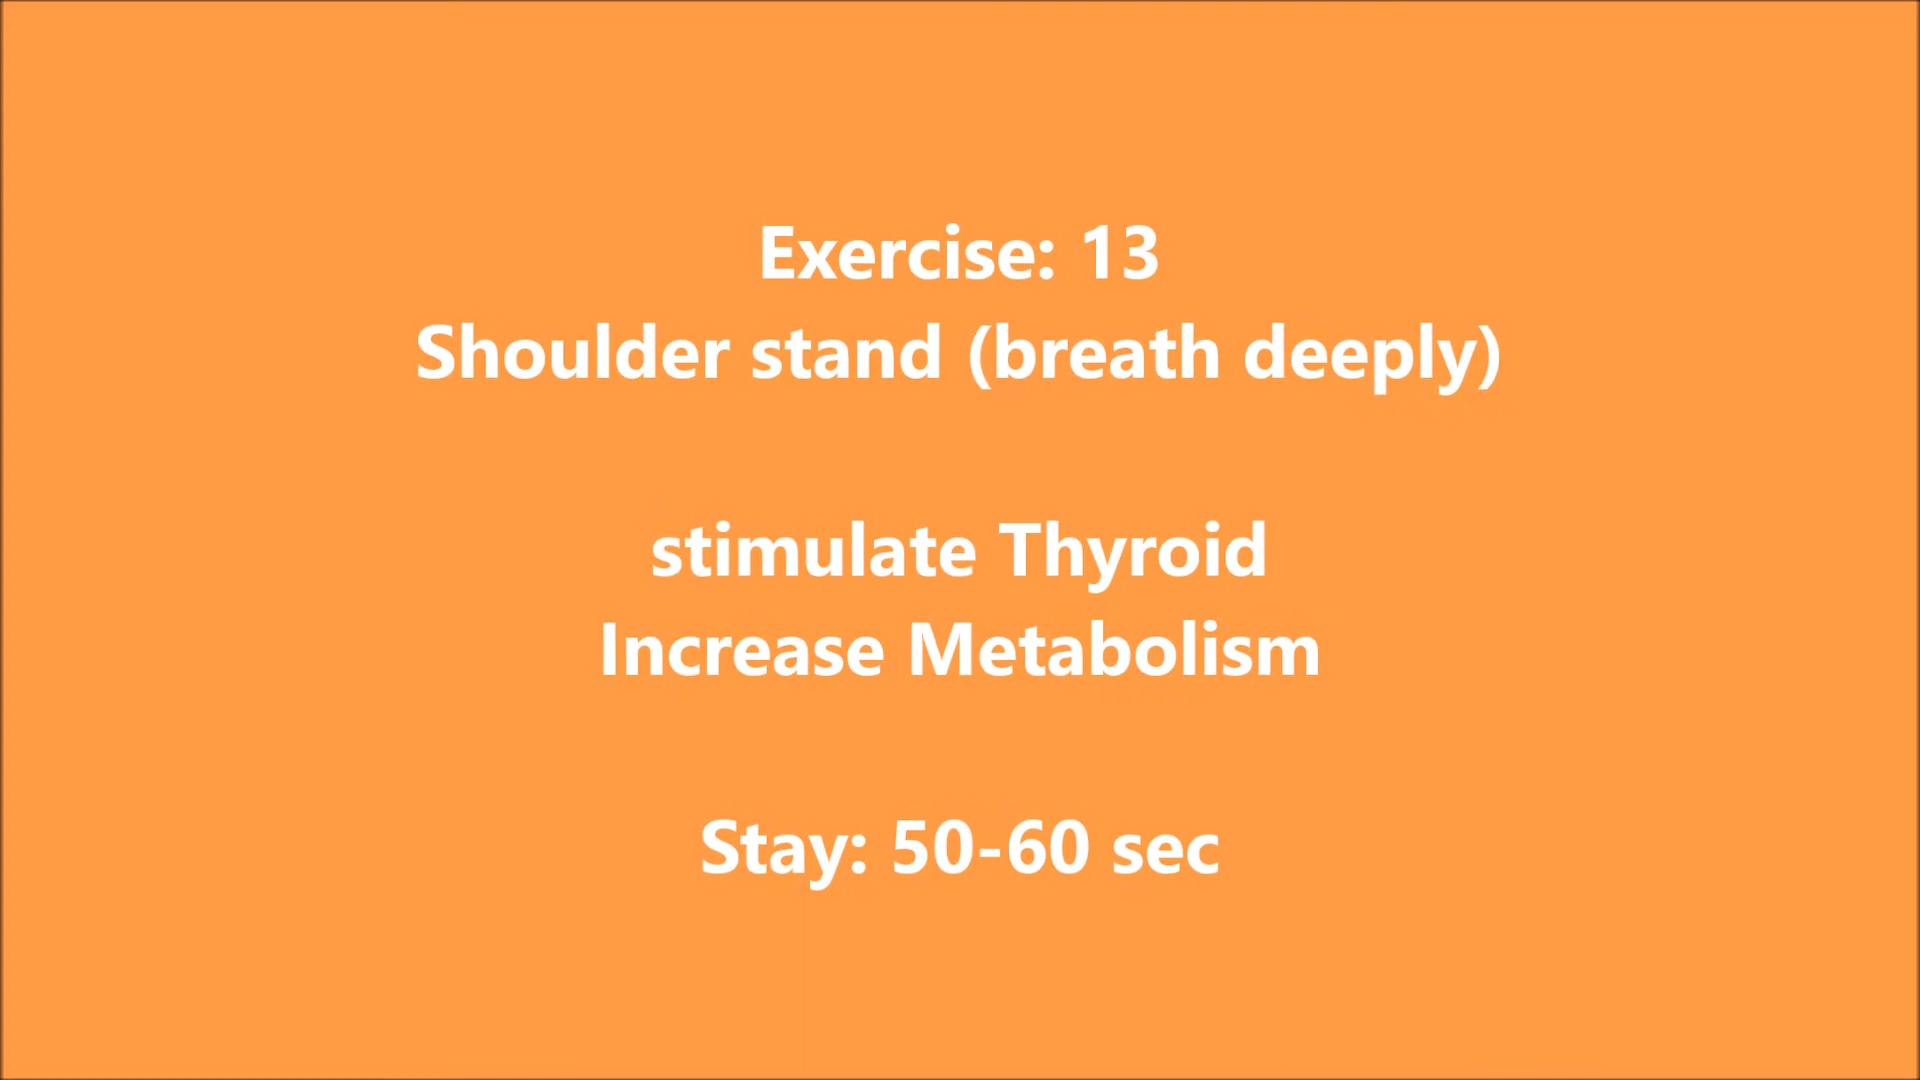 Exercise: 13
Shoulder stand (breath deeply)
stimulate Thyroid
Increase Metabolism
Stay: 50-60 sec